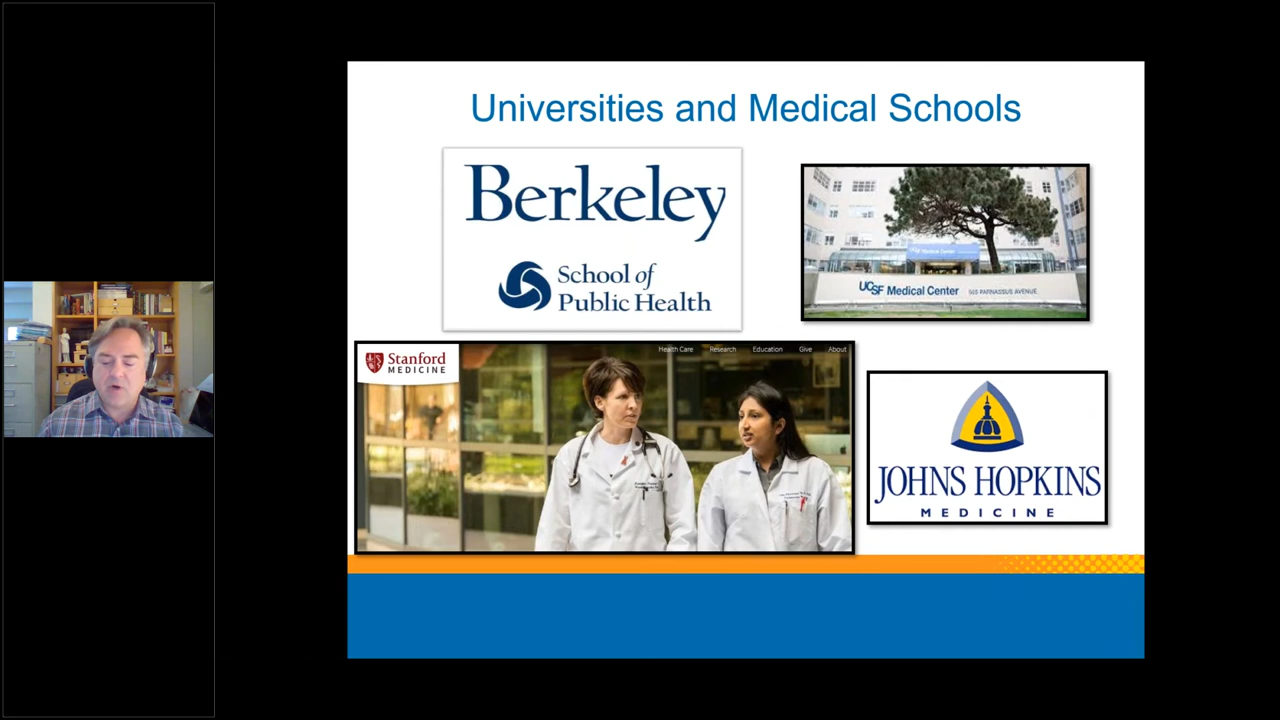 Universities and Medical Schools
Berkeley
School of
Public Health
UCSF Medical Center 505 PARNASSUS AVENUE
Stanford
MEDICINE
Health Care Research Education Give About
JOHNS HOPKINS
MEDICINE